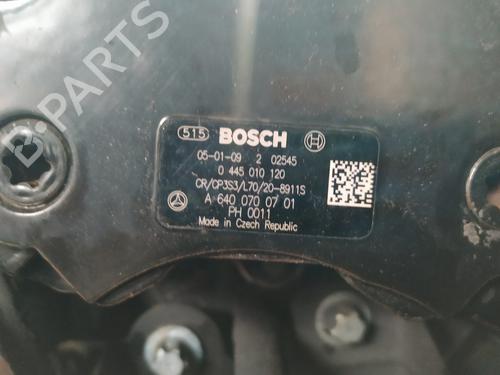 B-PARTS
515 BOSCH
05-01-09 2 02545
0 445 010 120
CR/CP3S3/L70/20-8911S
A 640 070 07 01
PH 0011
Made in Czech Republic